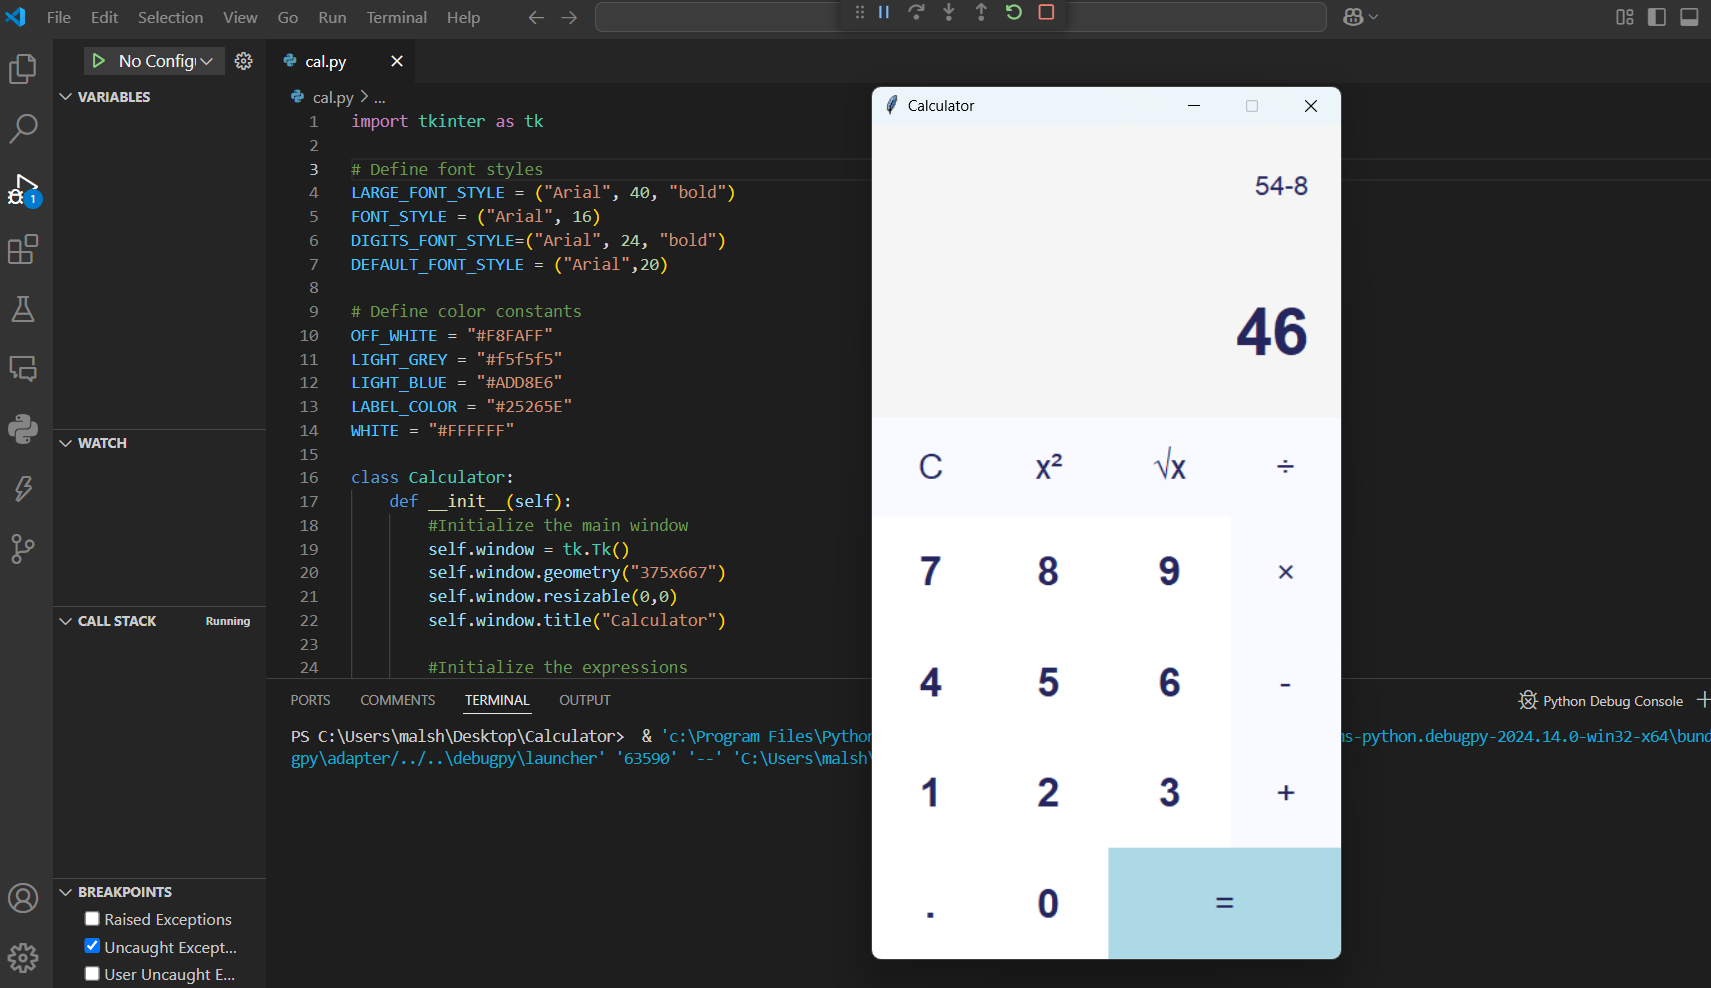 File Edit Selection View Go Run Terminal Help
No Config
cal.py
VARIABLES
1
WATCH
CALL STACK Running
BREAKPOINTS
Raised Exceptions
Uncaught Except...
User Uncaught E...
cal.py > ...
1 import tkinter as tk
2
3 # Define font styles
4 LARGE_FONT_STYLE = ("Arial", 40, "bold")
5 FONT_STYLE = ("Arial", 16)
6 DIGITS_FONT_STYLE=("Arial", 24, "bold")
7 DEFAULT_FONT_STYLE = ("Arial",20)
8
9 # Define color constants
10 OFF_WHITE = "#F8FAFF"
11 LIGHT_GREY = "#f5f5f5"
12 LIGHT_BLUE = "#ADD8E6"
13 LABEL_COLOR = "#25265E"
14 WHITE = "#FFFFFF"
15
16 class Calculator:
17 def __init__(self):
18 #Initialize the main window
19 self.window = tk.Tk()
20 self.window.geometry("375x667")
21 self.window.resizable(0,0)
22 self.window.title("Calculator")
23
24 #Initialize the expressions
PORTS COMMENTS TERMINAL OUTPUT
Python Debug Console
PS C:\Users\malsh\Desktop\Calculator> & 'c:\Program Files\Python
s-python.debugpy-2024.14.0-win32-x64\bund
gpy\adapter/../..\debugpy\launcher' '63590' '--' 'C:\Users\malsh\
Calculator
54-8
46
C x² √x ÷
7 8 9 ×
4 5 6 -
1 2 3 +
. 0 =